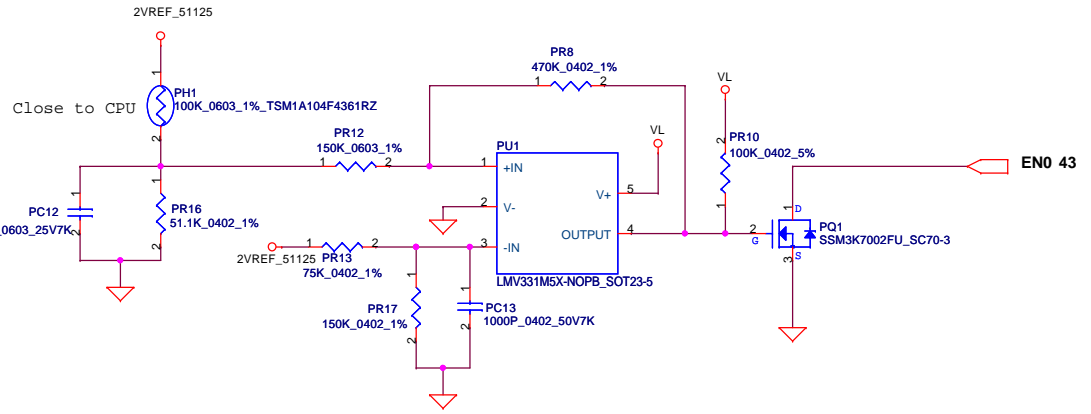 2VREF_51125
PR8
470K_0402_1%
1
2
VL
1
Close to CPU
PH1
100K_0603_1%_TSM1A104F4361RZ
2
PR12
150K_0603_1%
1
2
PU1
VL
2
PR10
100K_0402_5%
1
1
+IN
V+
5
EN0 43
1
PC12
_0603_25V7K
2
1
PR16
51.1K_0402_1%
2
2
V-
OUTPUT
4
1
D
2
G
S
3
PQ1
SSM3K7002FU_SC70-3
2VREF_51125
1
2
PR13
75K_0402_1%
3
-IN
LMV331M5X-NOPB_SOT23-5
1
PR17
150K_0402_1%
2
1
PC13
1000P_0402_50V7K
2